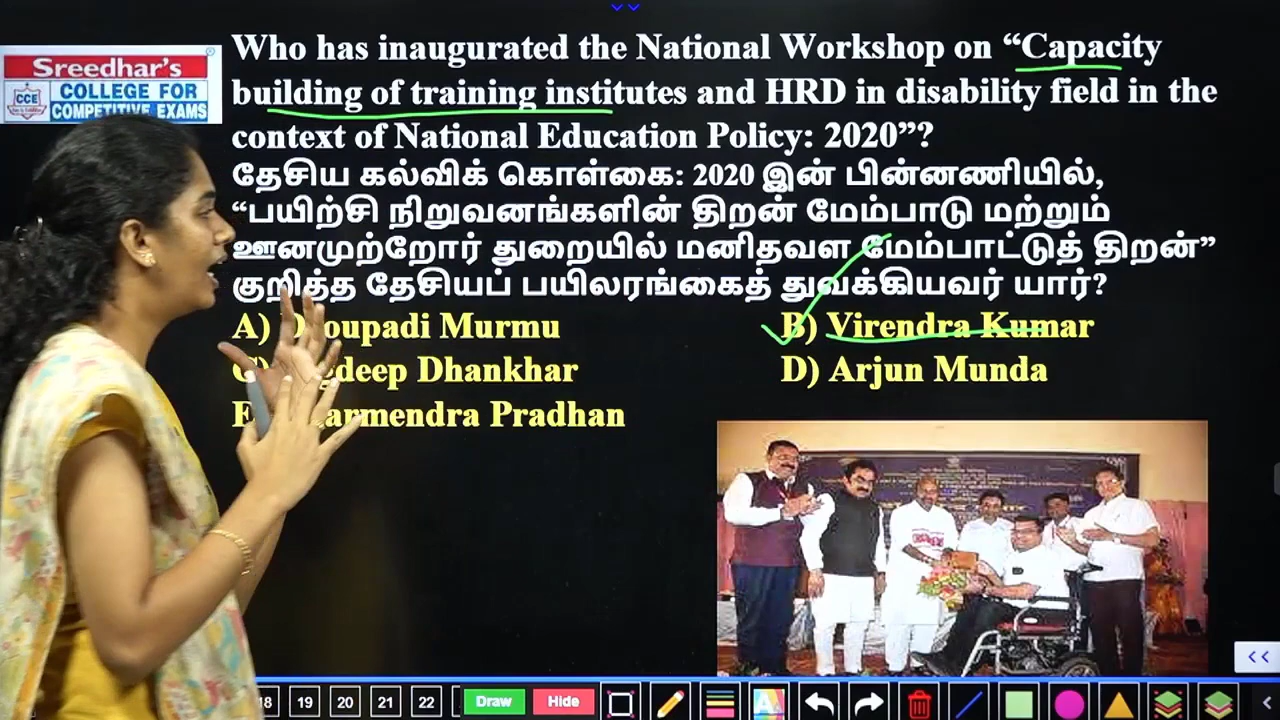 Sreedhar's
CCE
COLLEGE FOR
COMPETITIVE EXAMS
Who has inaugurated the National Workshop on “Capacity
building of training institutes and HRD in disability field in the
context of National Education Policy: 2020”?
தேசிய கல்விக் கொள்கை: 2020 இன் பின்னணியில்,
“பயிற்சி நிறுவனங்களின் திறன் மேம்பாடு மற்றும்
ஊனமுற்றோர் துறையில் மனிதவள மேம்பாட்டுத் திறன்”
குறித்த தேசியப் பயிலரங்கைத் துவக்கியவர் யார்?
A) Murmu
B) Virendra Kumar
Dhankhar
D) Arjun Munda
Pradhan
<<
18 19 20 21 22 Draw Hide A <